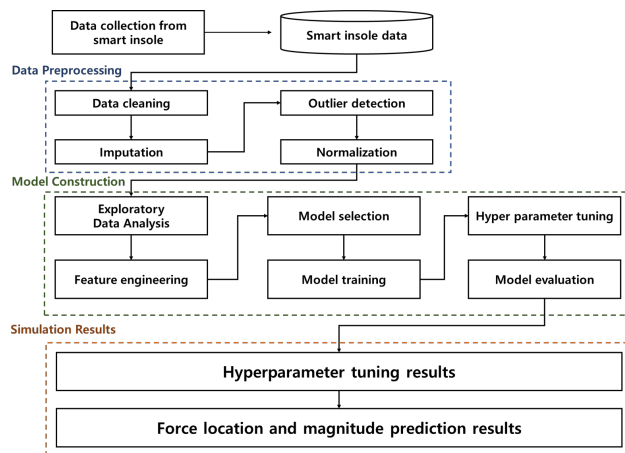 Data collection from
smart insole
Smart insole data
Data Preprocessing
Data cleaning
Outlier detection
Imputation
Normalization
Model Construction
Exploratory
Data Analysis
Model selection
Hyper parameter tuning
Feature engineering
Model training
Model evaluation
Simulation Results
Hyperparameter tuning results
Force location and magnitude prediction results